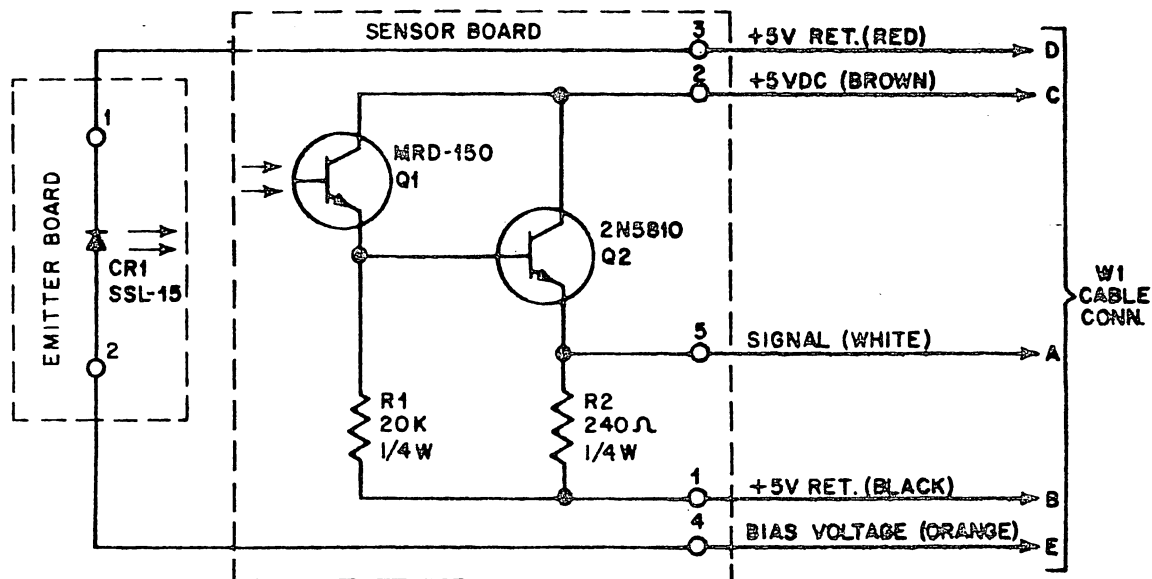 SENSOR BOARD
3
+5V RET.(RED)
D
2
+5VDC (BROWN)
C
EMITTER BOARD
1
CR1
SSL-15
2
MRD-150
Q1
2N5810
Q2
5
SIGNAL (WHITE)
A
W1
CABLE
CONN.
R1
20K
1/4W
R2
240Ω
1/4W
1
+5V RET.(BLACK)
B
4
BIAS VOLTAGE (ORANGE)
E